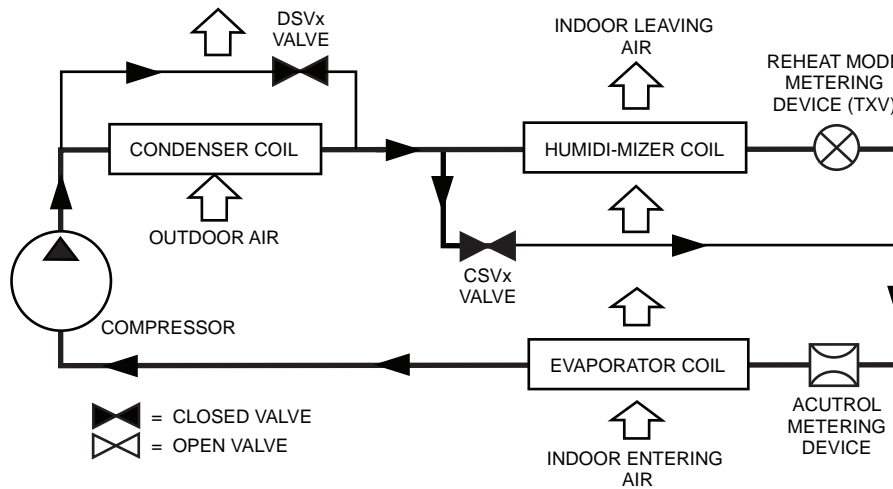 DSVx
VALVE
INDOOR LEAVING
AIR
REHEAT MODE
METERING
DEVICE (TXV)
CONDENSER COIL
HUMIDI-MIZER COIL
OUTDOOR AIR
CSVx
VALVE
COMPRESSOR
EVAPORATOR COIL
= CLOSED VALVE
= OPEN VALVE
ACUTROL
METERING
DEVICE
INDOOR ENTERING
AIR